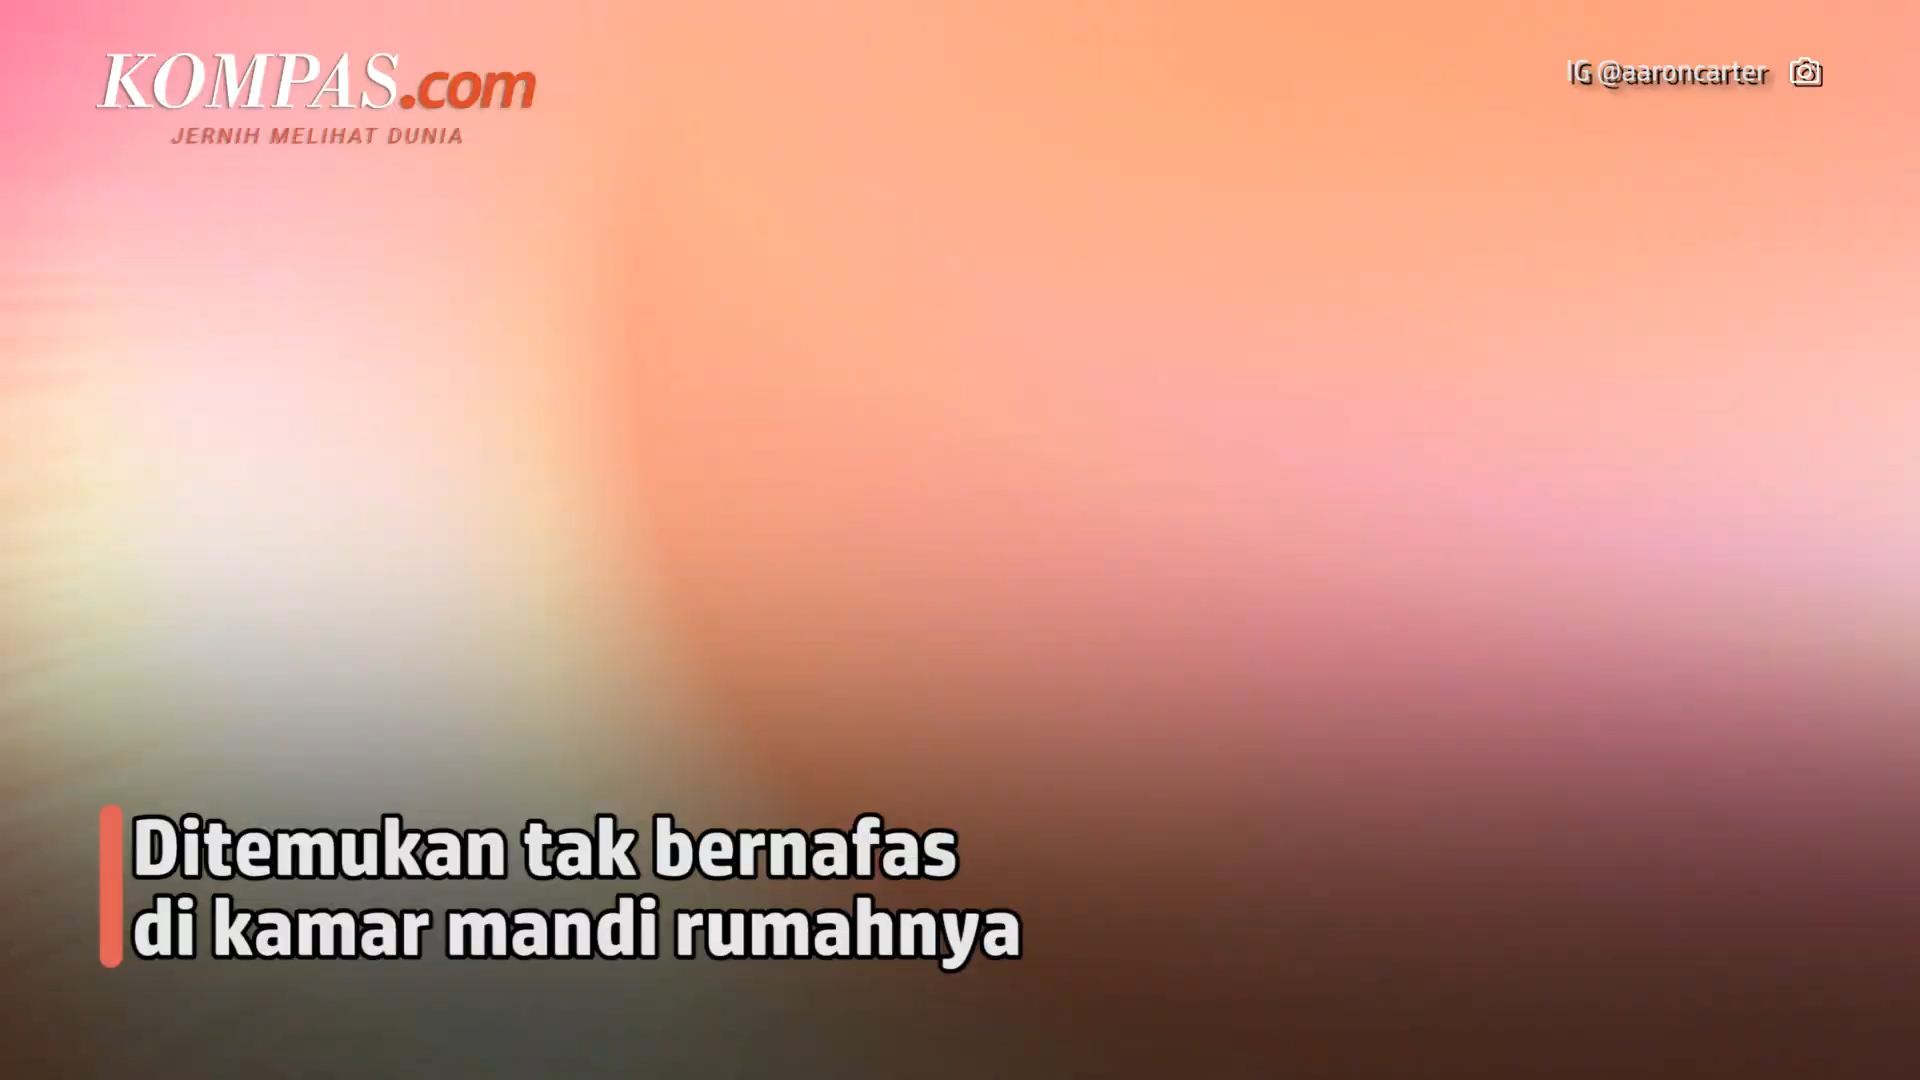 KOMPAS.com
JERNIH MELIHAT DUNIA
IG @aaroncarter
Ditemukan tak bernafas
di kamar mandi rumahnya